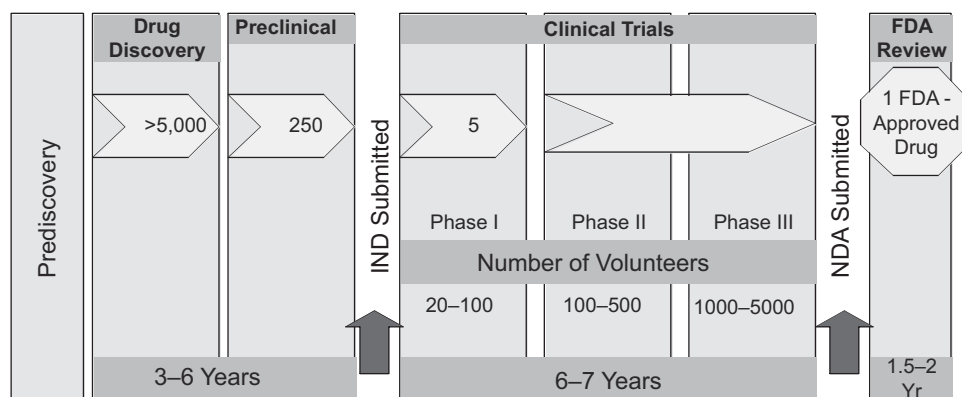 Prediscovery
Drug
Discovery
Preclinical
Clinical Trials
FDA
Review
>5,000
250
5
1 FDA -
Approved
Drug
IND Submitted
NDA Submitted
Phase I
Phase II
Phase III
Number of Volunteers
20–100
100–500
1000–5000
3–6 Years
6–7 Years
1.5–2
Yr